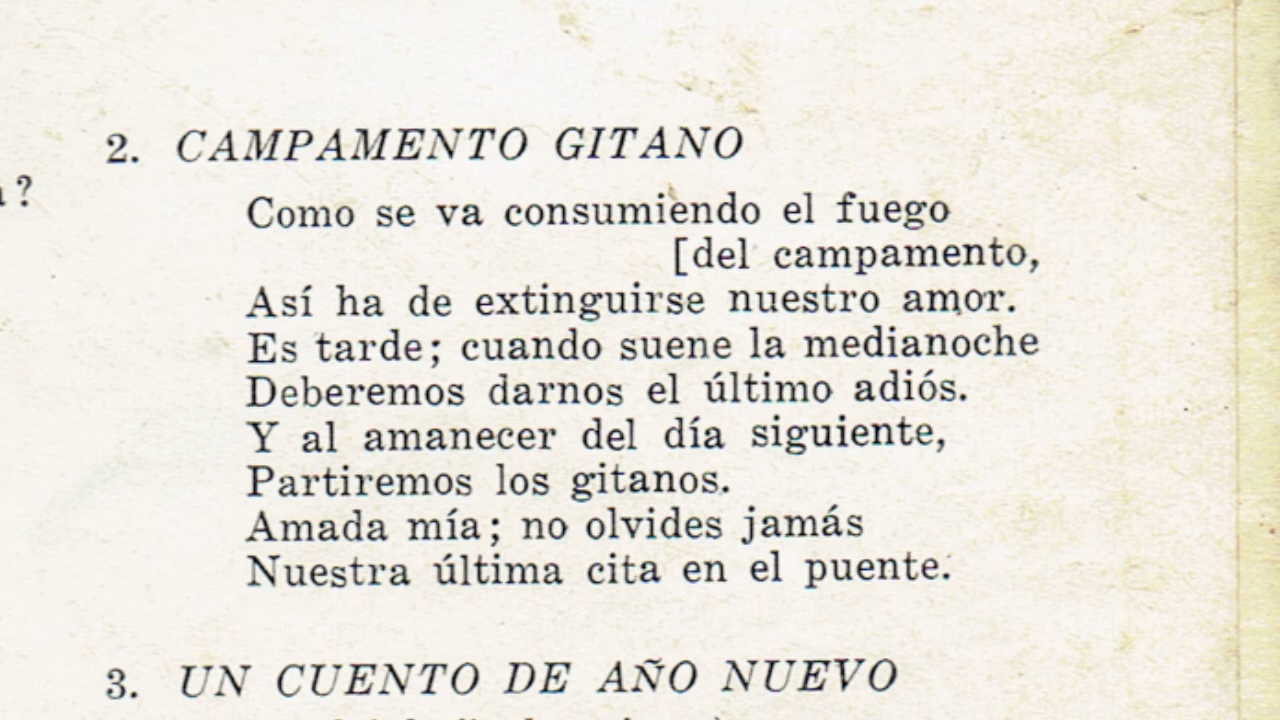 2. CAMPAMENTO GITANO
?
Como se va consumiendo el fuego
[del campamento,
Así ha de extinguirse nuestro amor.
Es tarde; cuando suene la medianoche
Deberemos darnos el último adiós.
Y al amanecer del día siguiente,
Partiremos los gitanos.
Amada mía; no olvides jamás
Nuestra última cita en el puente.
3. UN CUENTO DE AÑO NUEVO